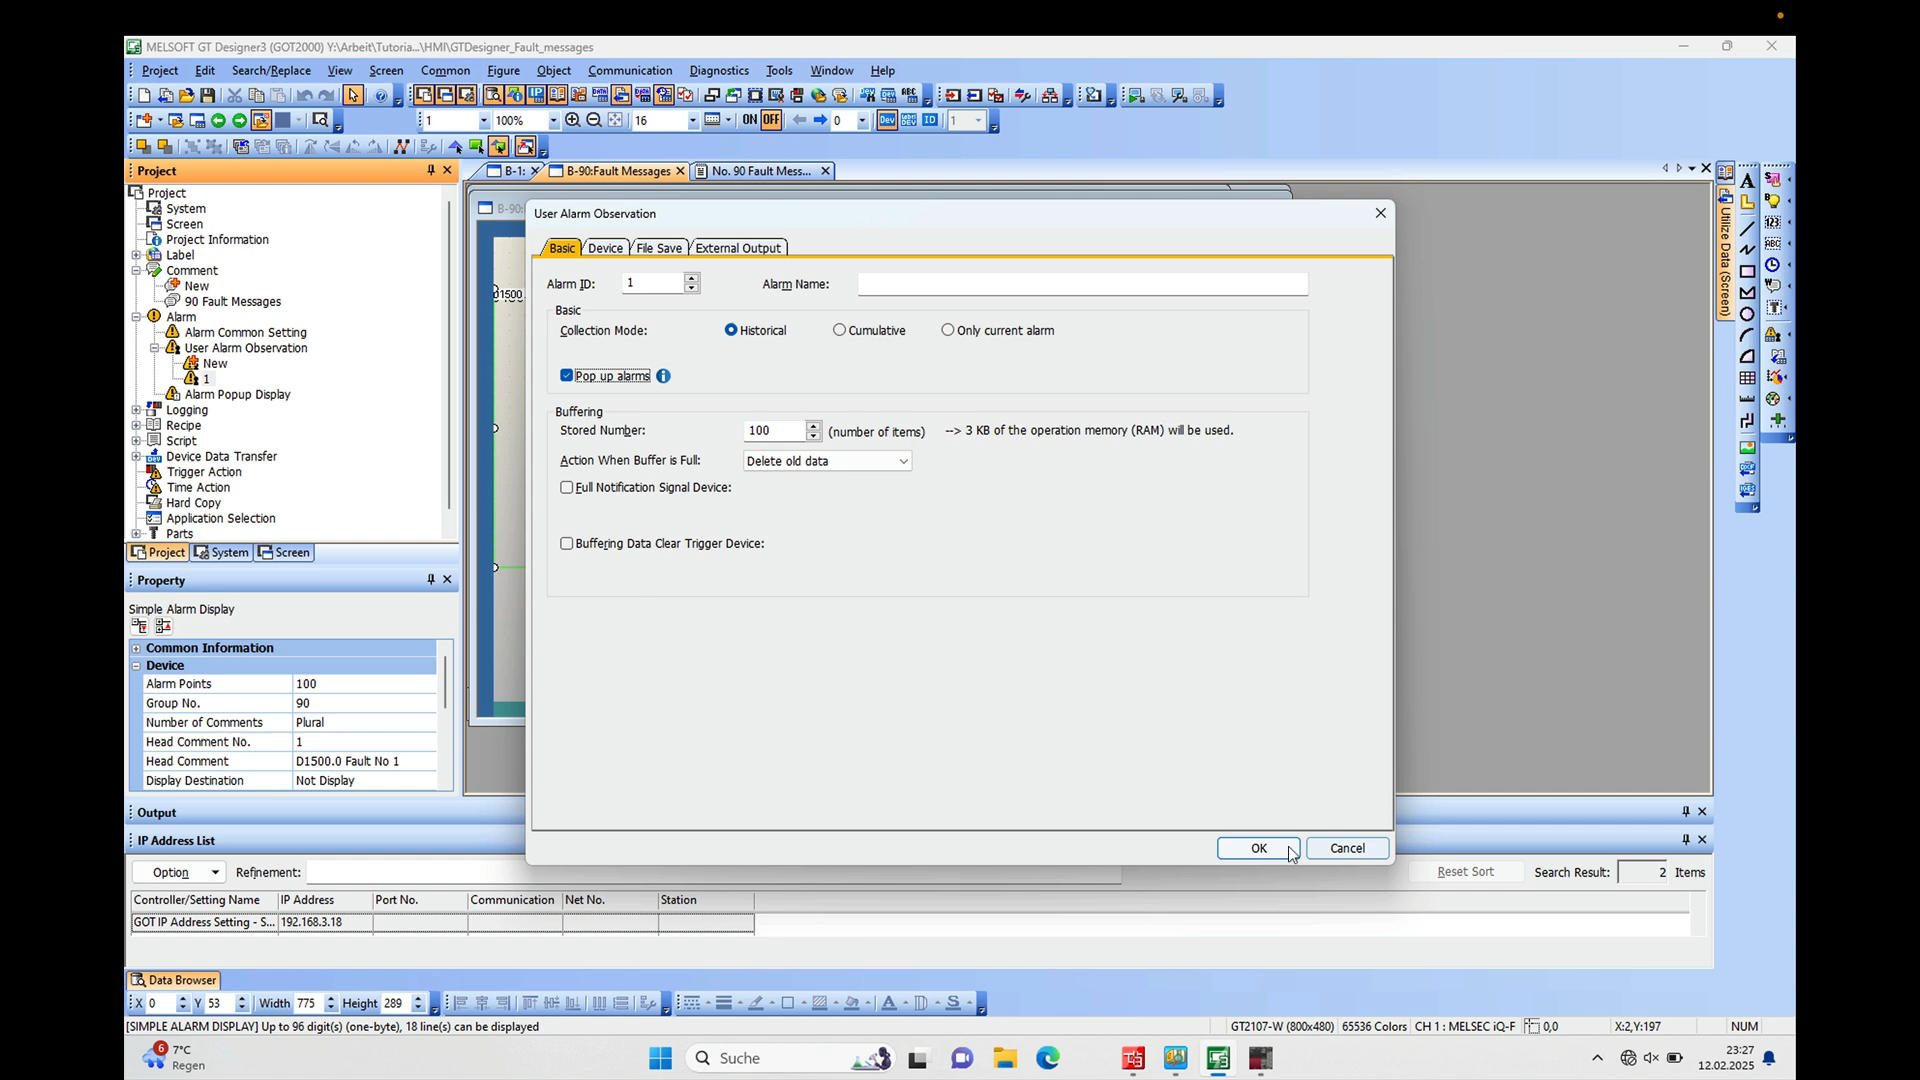 MELSOFT GT Designer3 (GOT2000) Y:\Arbeit\Tutoria...\HMI\GTDesigner_Fault_messages
Project Edit Search/Replace View Screen Common Figure Object Communication Diagnostics Tools Window Help
1 100% 16 ON OFF 0 Dev ID 1
Project
B-1: B-90:Fault Messages No. 90 Fault Mess...
Project
System
Screen
Project Information
Label
Comment
New
90 Fault Messages
Alarm
Alarm Common Setting
User Alarm Observation
New
1
Alarm Popup Display
Logging
Recipe
Script
Device Data Transfer
Trigger Action
Time Action
Hard Copy
Application Selection
Parts
Project System Screen
Property
Simple Alarm Display
Common Information
Device
Alarm Points 100
Group No. 90
Number of Comments Plural
Head Comment No. 1
Head Comment D1500.0 Fault No 1
Display Destination Not Display
B-90:
D1500.
User Alarm Observation
Basic Device File Save External Output
Alarm ID: 1 Alarm Name:
Basic
Collection Mode: Historical Cumulative Only current alarm
Pop up alarms
Buffering
Stored Number: 100 (number of items) --> 3 KB of the operation memory (RAM) will be used.
Action When Buffer is Full: Delete old data
Full Notification Signal Device:
Buffering Data Clear Trigger Device:
OK Cancel
Utilize Data (Screen)
Output
IP Address List
Option Refinement: Reset Sort Search Result: 2 Items
Controller/Setting Name IP Address Port No. Communication Net No. Station
GOT IP Address Setting - S... 192.168.3.18
Data Browser
X 0 Y 53 Width 775 Height 289
[SIMPLE ALARM DISPLAY] Up to 96 digit(s) (one-byte), 18 line(s) can be displayed GT2107-W (800x480) 65536 Colors CH 1 : MELSEC iQ-F 0,0 X:2,Y:197 NUM
6 7°C
Regen
Suche
23:27
12.02.2025